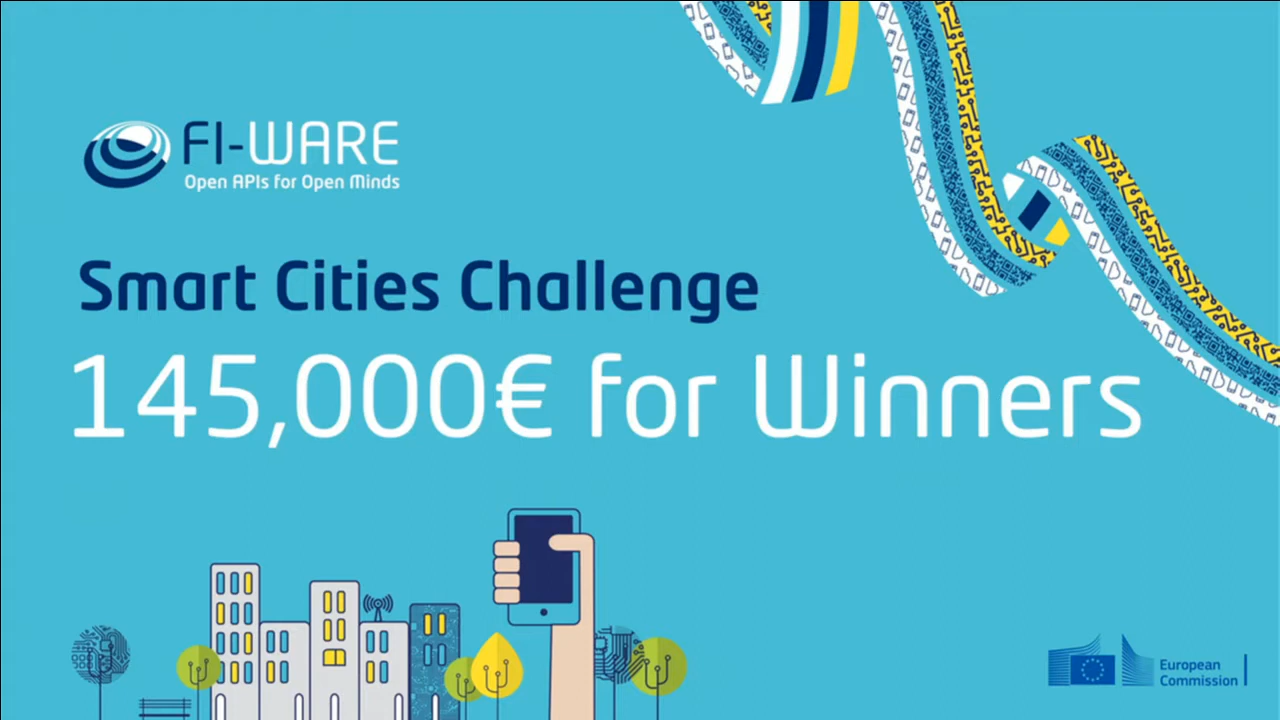 FI-WARE
Open APIs for Open Minds
Smart Cities Challenge
145,000€ for Winners
European
Commission